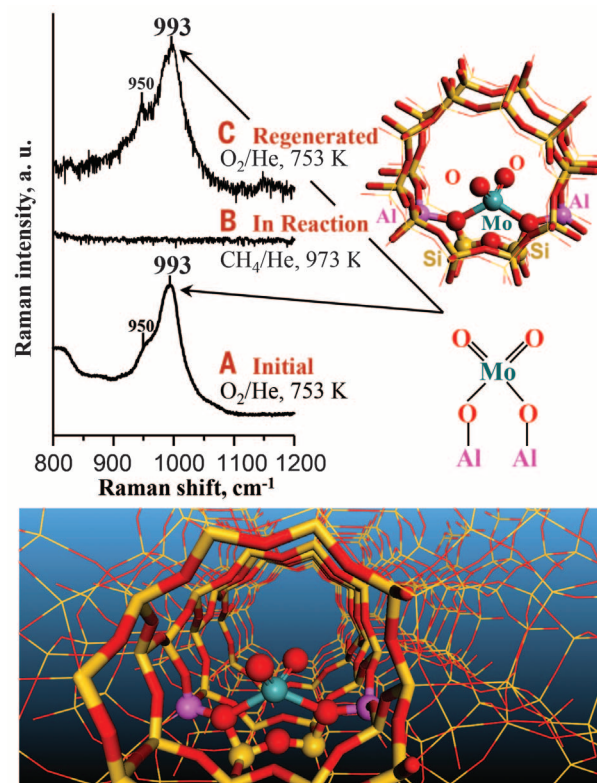 Raman intensity, a. u.
993
950
C Regenerated
O₂/He, 753 K
B In Reaction
CH₄/He, 973 K
993
950
A Initial
O₂/He, 753 K
800 900 1000 1100 1200
Raman shift, cm⁻¹
O
O
Al
Al
Mo
Si
Si
O O
Mo
O O
Al Al